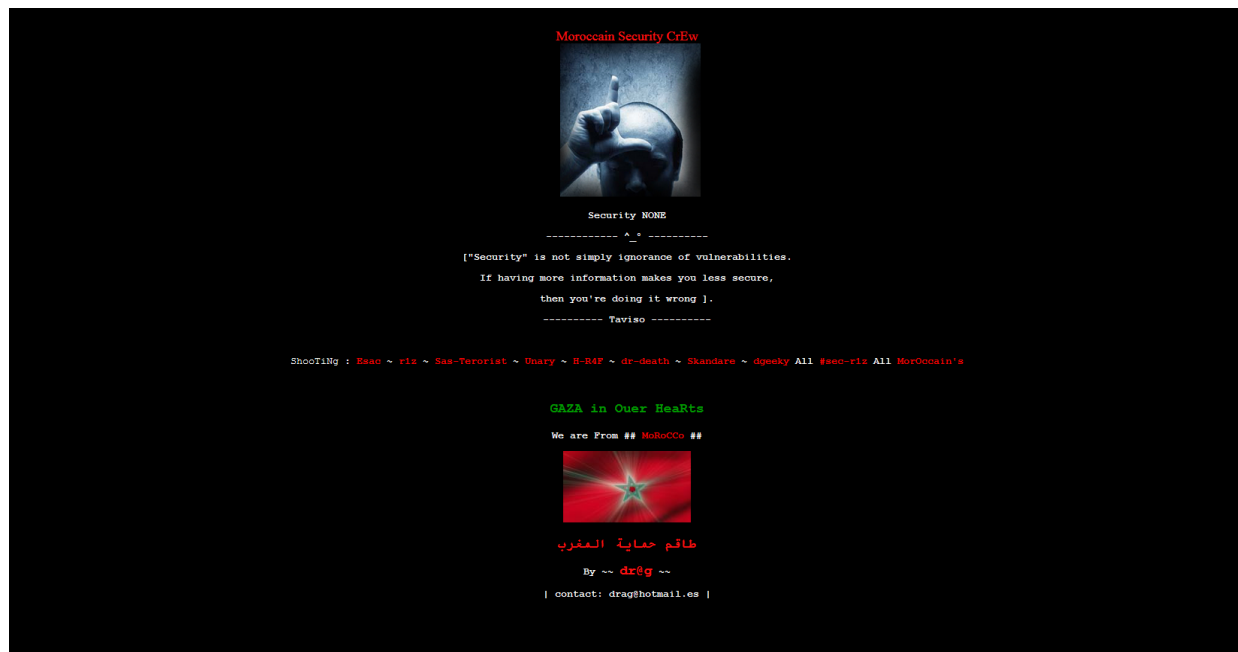 Moroccain Security CrEw
Security NONE
------------ ^_° ----------
["Security" is not simply ignorance of vulnerabilities.
If having more information makes you less secure,
then you're doing it wrong ].
---------- Taviso ----------
ShooTiNg : Esac ~ r1z ~ Sas-Terorist ~ Unary ~ H-R4F ~ dr-death ~ Skandare ~ dgeeky All #sec-r1z All MorOccain's
GAZA in Ouer HeaRts
We are From ## MoRoCCo ##
طاقم حماية المغرب
By ~~ dr@g ~~
| contact: drag@hotmail.es |